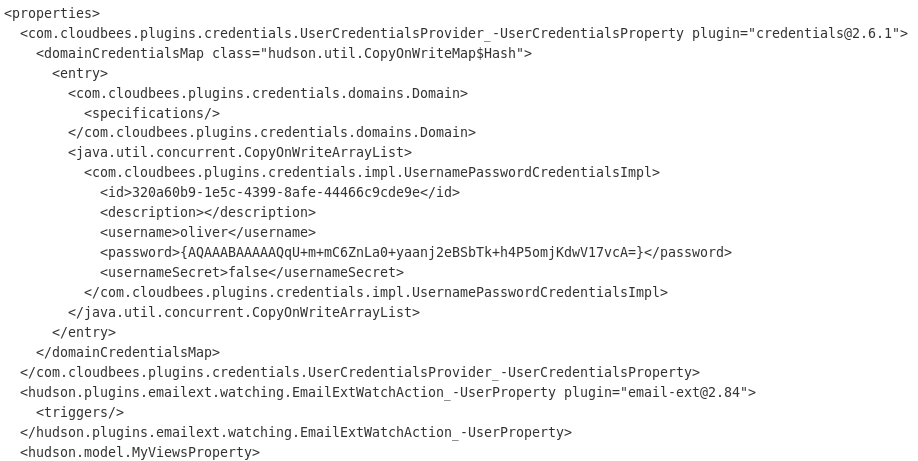 <properties>
<com.cloudbees.plugins.credentials.UserCredentialsProvider_-UserCredentialsProperty plugin="credentials@2.6.1">
<domainCredentialsMap class="hudson.util.CopyOnWriteMap$Hash">
<entry>
<com.cloudbees.plugins.credentials.domains.Domain>
<specifications/>
</com.cloudbees.plugins.credentials.domains.Domain>
<java.util.concurrent.CopyOnWriteArrayList>
<com.cloudbees.plugins.credentials.impl.UsernamePasswordCredentialsImpl>
<id>320a60b9-1e5c-4399-8afe-44466c9cde9e</id>
<description></description>
<username>oliver</username>
<password>{AQAAABAAAAAQqU+m+mC6ZnLa0+yaanj2eBSbTk+h4P5omjKdwV17vcA=}</password>
<usernameSecret>false</usernameSecret>
</com.cloudbees.plugins.credentials.impl.UsernamePasswordCredentialsImpl>
</java.util.concurrent.CopyOnWriteArrayList>
</entry>
</domainCredentialsMap>
</com.cloudbees.plugins.credentials.UserCredentialsProvider_-UserCredentialsProperty>
<hudson.plugins.emailext.watching.EmailExtWatchAction_-UserProperty plugin="email-ext@2.84">
<triggers/>
</hudson.plugins.emailext.watching.EmailExtWatchAction_-UserProperty>
<hudson.model.MyViewsProperty>